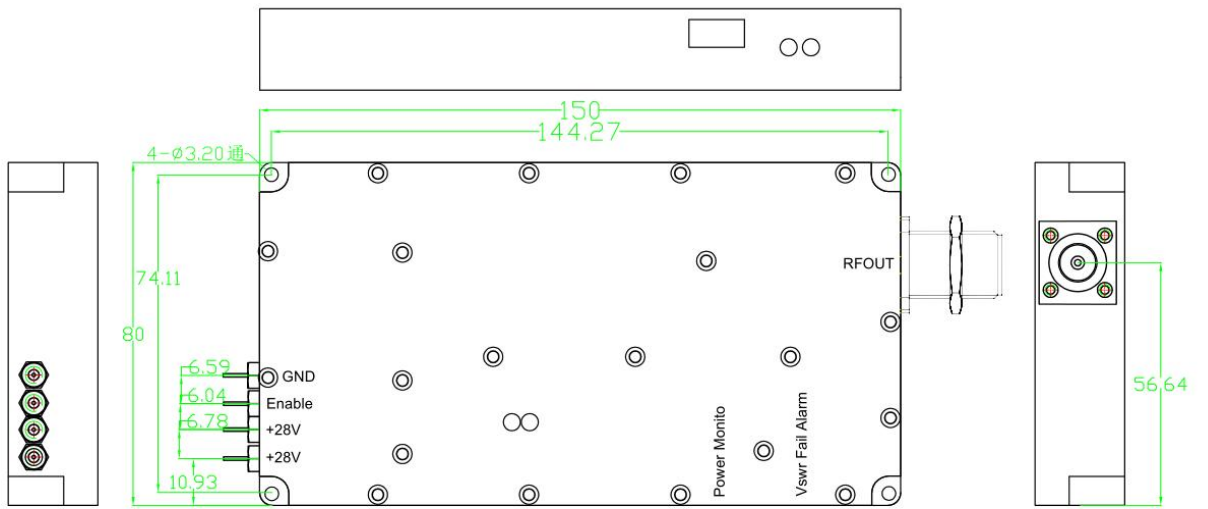 150
144.27
4-Ø3.20通
RFOUT
74.11
80
6.59
GND
6.04
Enable
6.78
+28V
+28V
10.93
Power Monito
Vswr Fail Alarm
56.64